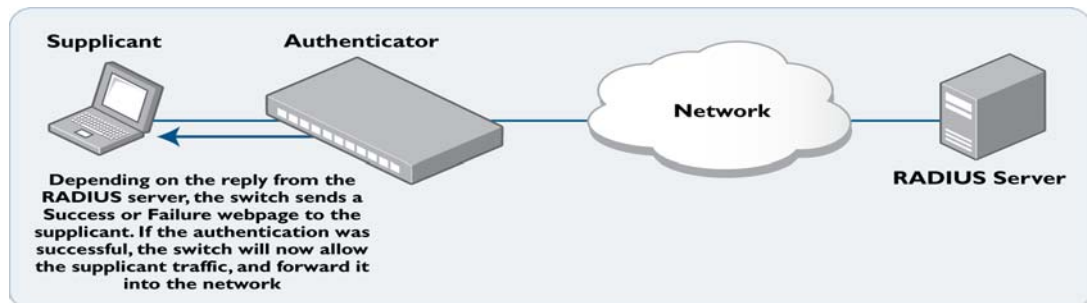 Supplicant
Authenticator
Network
RADIUS Server
Depending on the reply from the
RADIUS server, the switch sends a
Success or Failure webpage to the
supplicant. If the authentication was
successful, the switch will now allow
the supplicant traffic, and forward it
into the network